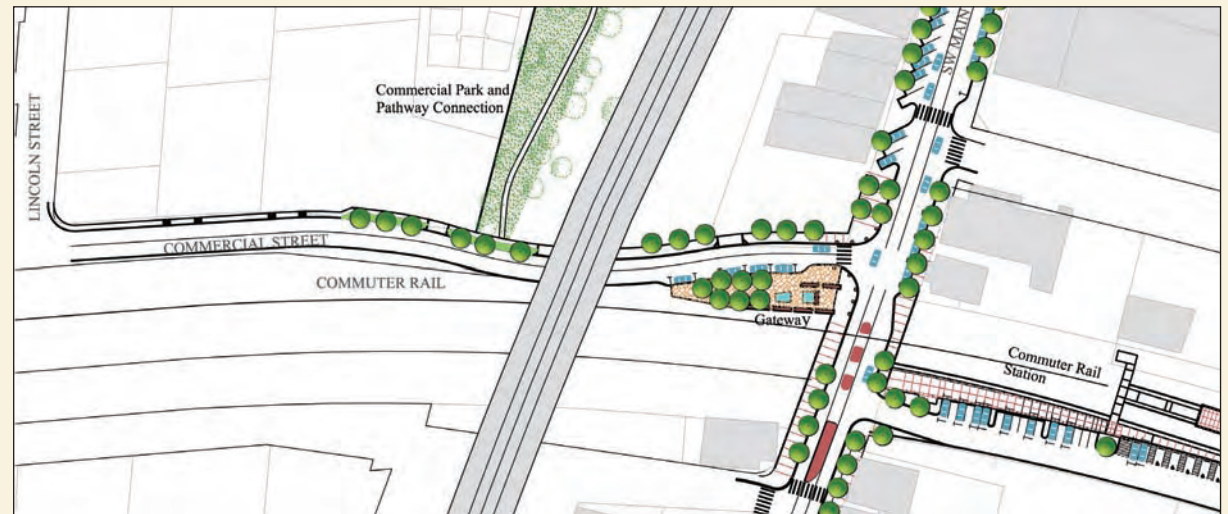 SW MAIN
Commercial Park and
Pathway Connection
LINCOLN STREET
COMMERCIAL STREET
COMMUTER RAIL
Gateway
Commuter Rail
Station